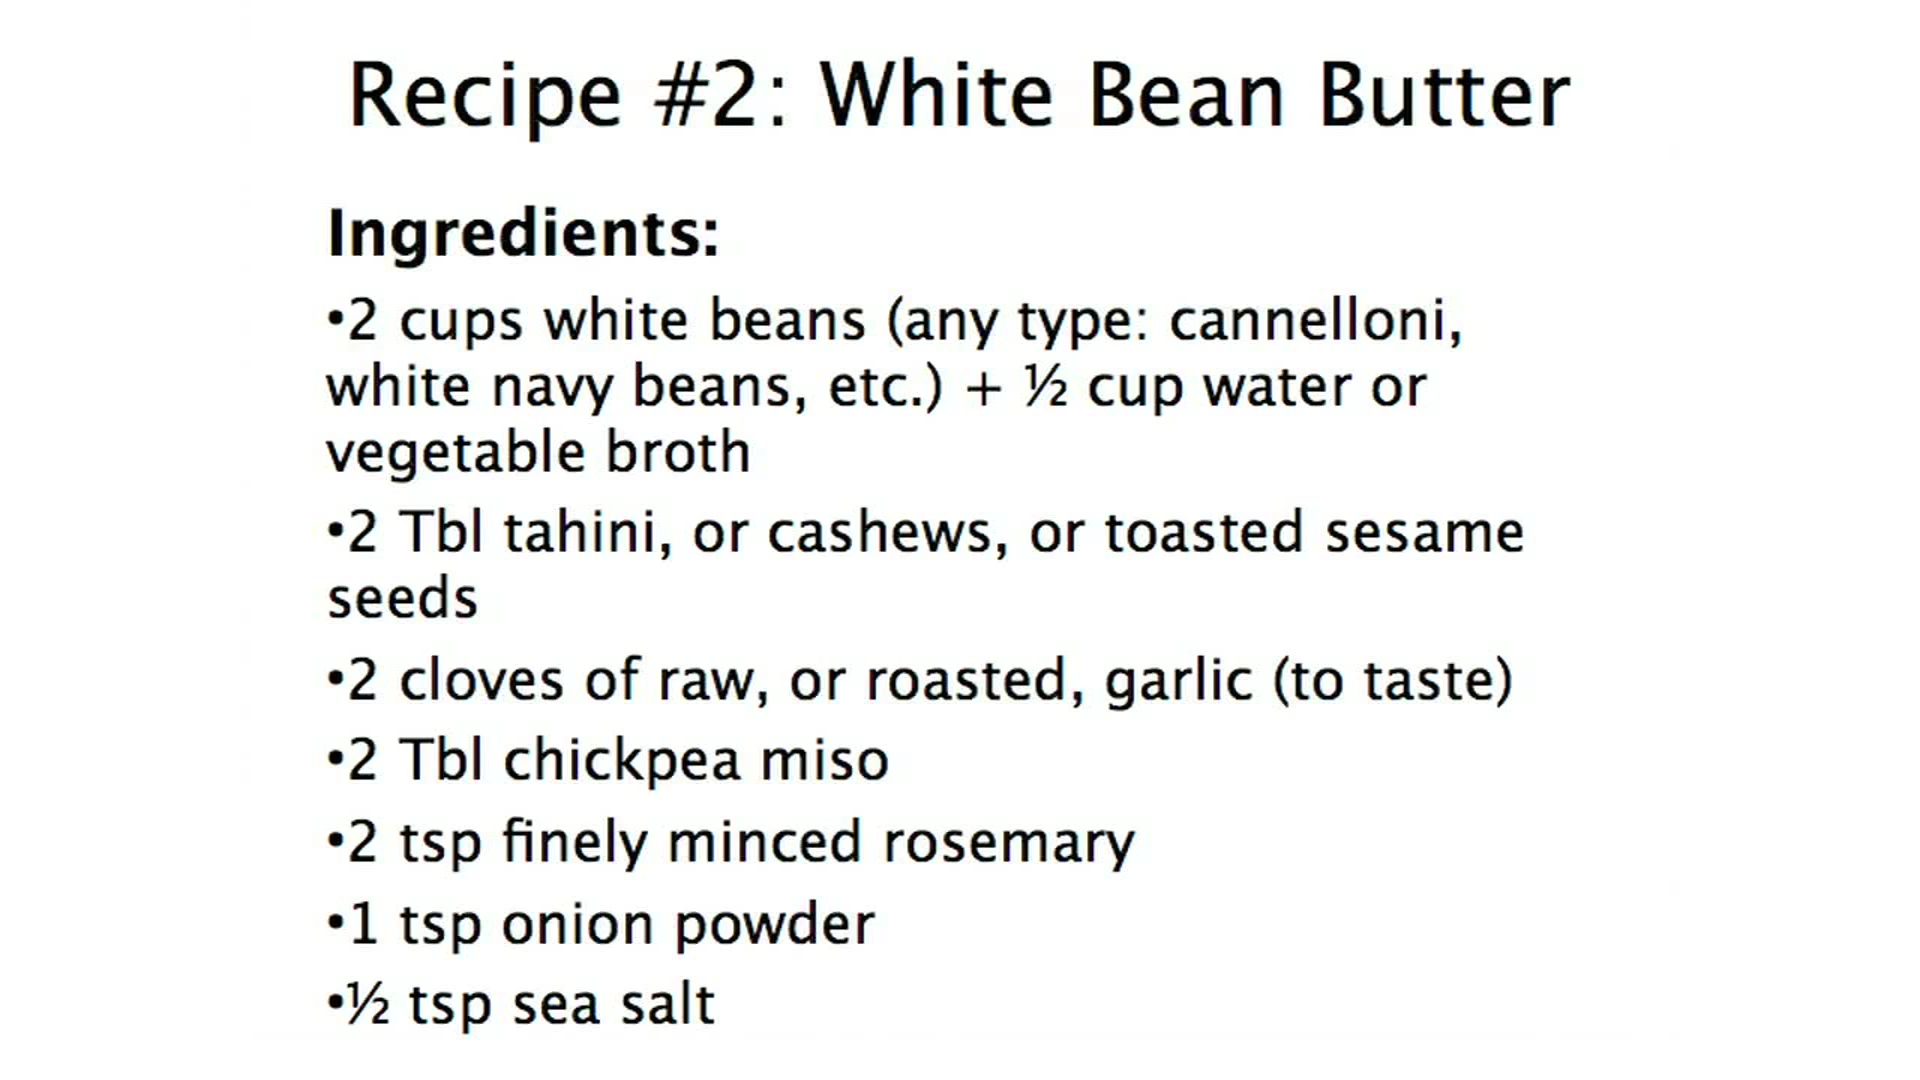 Recipe #2: White Bean Butter
Ingredients:
•2 cups white beans (any type: cannelloni,
white navy beans, etc.) + ½ cup water or
vegetable broth
•2 Tbl tahini, or cashews, or toasted sesame
seeds
•2 cloves of raw, or roasted, garlic (to taste)
•2 Tbl chickpea miso
•2 tsp finely minced rosemary
•1 tsp onion powder
•½ tsp sea salt